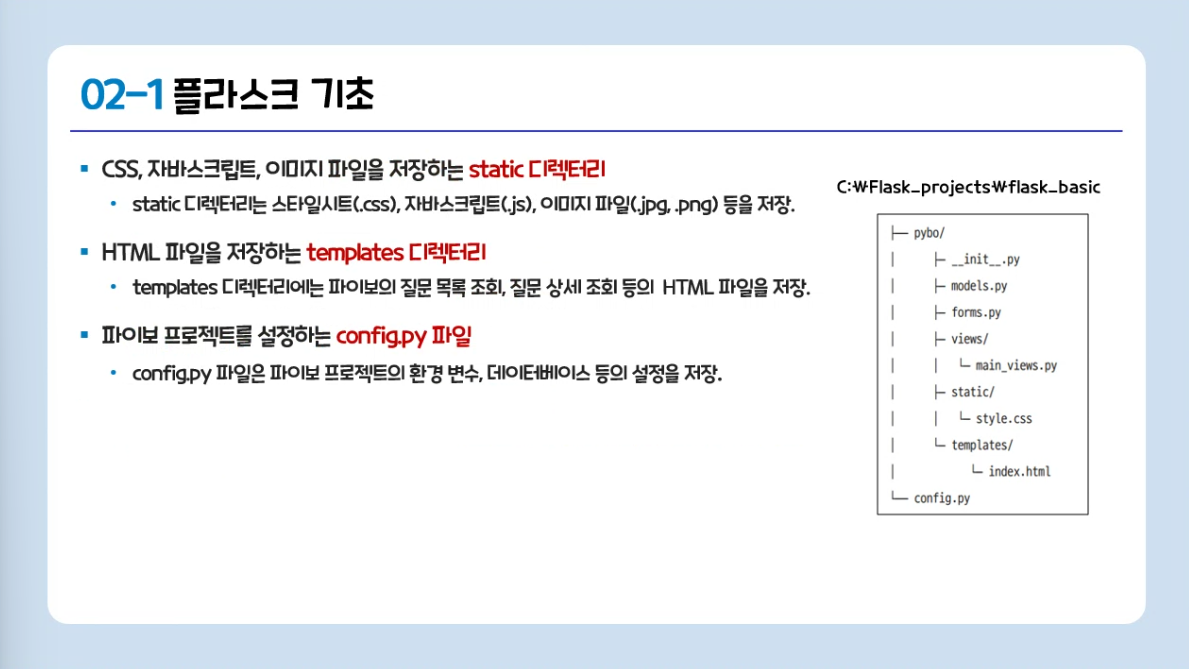 02-1 플라스크 기초
▪ CSS, 자바스크립트, 이미지 파일을 저장하는 static 디렉터리
• static 디렉터리는 스타일시트(.css), 자바스크립트(.js), 이미지 파일(.jpg, .png) 등을 저장.
▪ HTML 파일을 저장하는 templates 디렉터리
• templates 디렉터리에는 파이보의 질문 목록 조회, 질문 상세 조회 등의 HTML 파일을 저장.
▪ 파이보 프로젝트를 설정하는 config.py 파일
• config.py 파일은 파이보 프로젝트의 환경 변수, 데이터베이스 등의 설정을 저장.
C:₩Flask_projects₩flask_basic
├── pybo/
│      ├─ __init__.py
│      ├─ models.py
│      ├─ forms.py
│      ├─ views/
│      │   └─ main_views.py
│      ├─ static/
│      │   └─ style.css
│      └─ templates/
│            └─ index.html
└── config.py